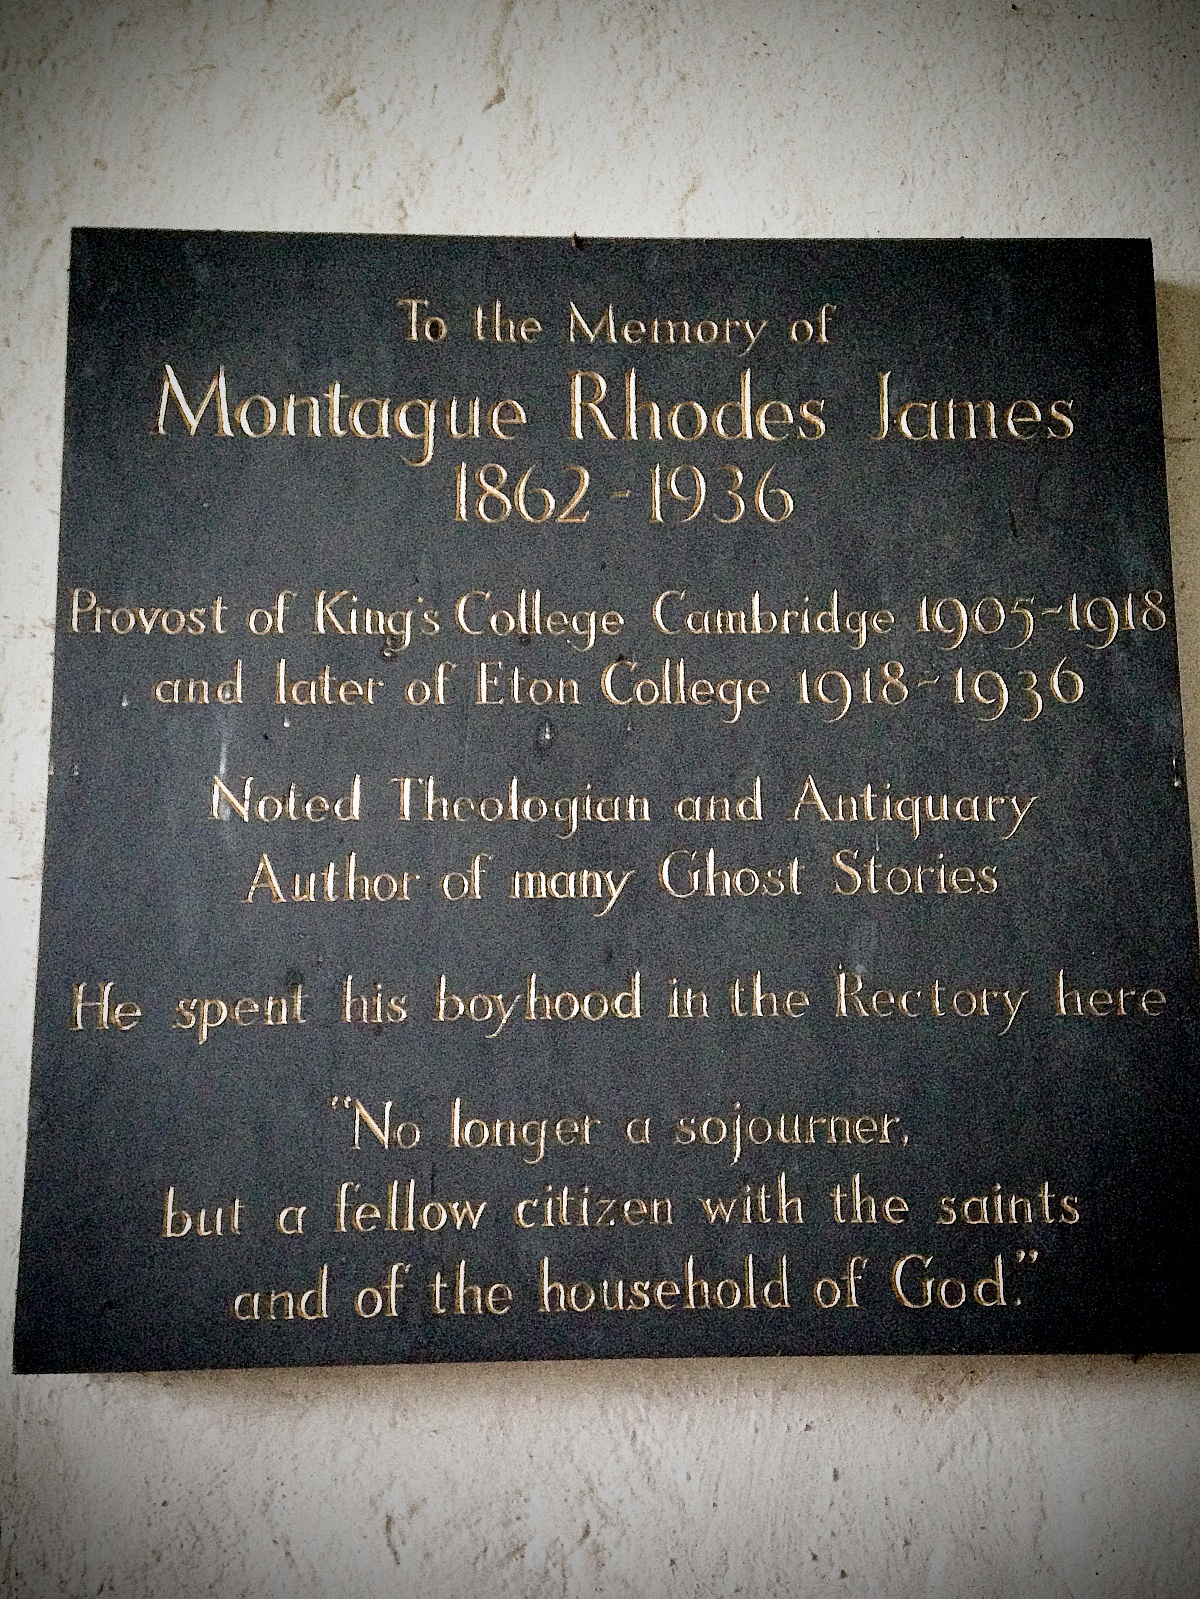 To the Memory of
Montague Rhodes James
1862-1936
Provost of King's College Cambridge 1905-1918
and later of Eton College 1918-1936
Noted Theologian and Antiquary
Author of many Ghost Stories
He spent his boyhood in the Rectory here
“No longer a sojourner,
but a fellow citizen with the saints
and of the household of God.”